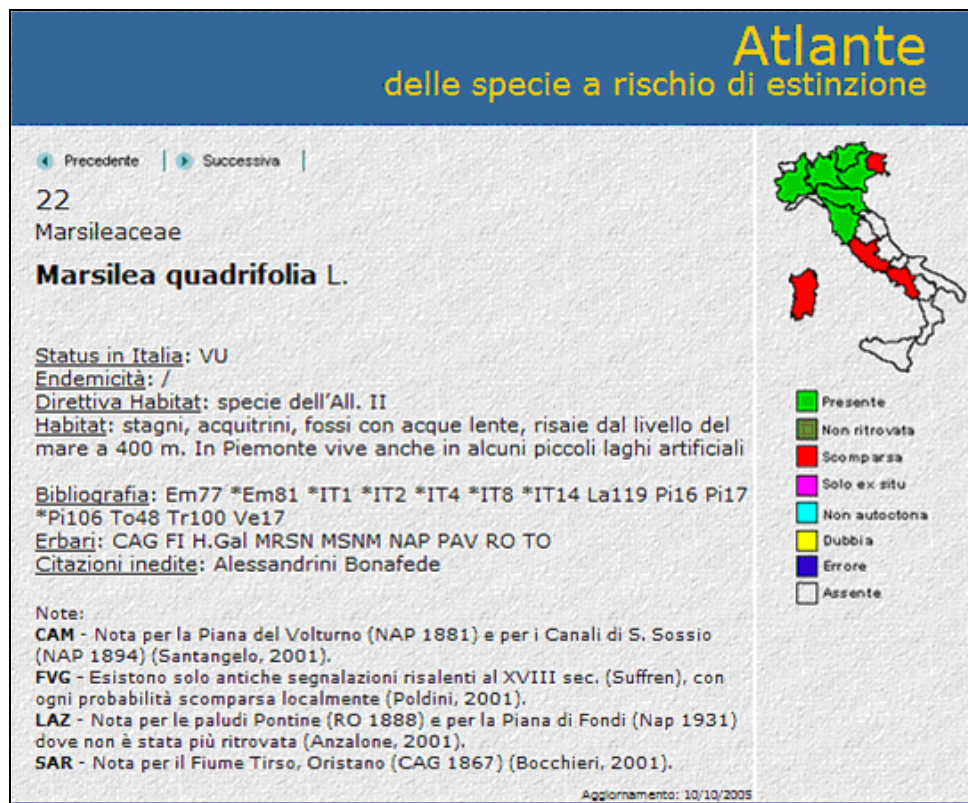 Atlante
delle specie a rischio di estinzione
Precedente | Successiva |
22
Marsileaceae
Marsilea quadrifolia L.
Status in Italia: VU
Endemicità: /
Direttiva Habitat: specie dell'All. II
Habitat: stagni, acquitrini, fossi con acque lente, risaie dal livello del
mare a 400 m. In Piemonte vive anche in alcuni piccoli laghi artificiali
Bibliografia: Em77 *Em81 *IT1 *IT2 *IT4 *IT8 *IT14 La119 Pi16 Pi17
*Pi106 To48 Tr100 Ve17
Erbari: CAG FI H.Gal MRSN MSNM NAP PAV RO TO
Citazioni inedite: Alessandrini Bonafede
Note:
CAM - Nota per la Piana del Volturno (NAP 1881) e per i Canali di S. Sossio
(NAP 1894) (Santangelo, 2001).
FVG - Esistono solo antiche segnalazioni risalenti al XVIII sec. (Suffren), con
ogni probabilità scomparsa localmente (Poldini, 2001).
LAZ - Nota per le paludi Pontine (RO 1888) e per la Piana di Fondi (Nap 1931)
dove non è stata più ritrovata (Anzalone, 2001).
SAR - Nota per il Fiume Tirso, Oristano (CAG 1867) (Bocchieri, 2001).
Aggiornamento: 10/10/2005
Presente
Non ritrovata
Scomparsa
Solo ex situ
Non autoctona
Dubbia
Errore
Assente